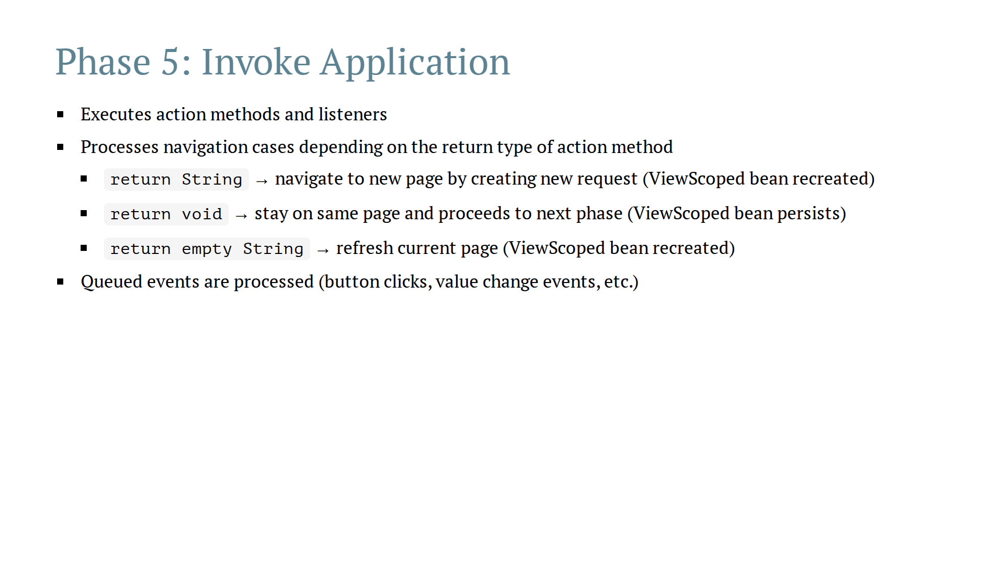 Phase 5: Invoke Application
▪ Executes action methods and listeners
▪ Processes navigation cases depending on the return type of action method
▪ return String → navigate to new page by creating new request (ViewScoped bean recreated)
▪ return void → stay on same page and proceeds to next phase (ViewScoped bean persists)
▪ return empty String → refresh current page (ViewScoped bean recreated)
▪ Queued events are processed (button clicks, value change events, etc.)